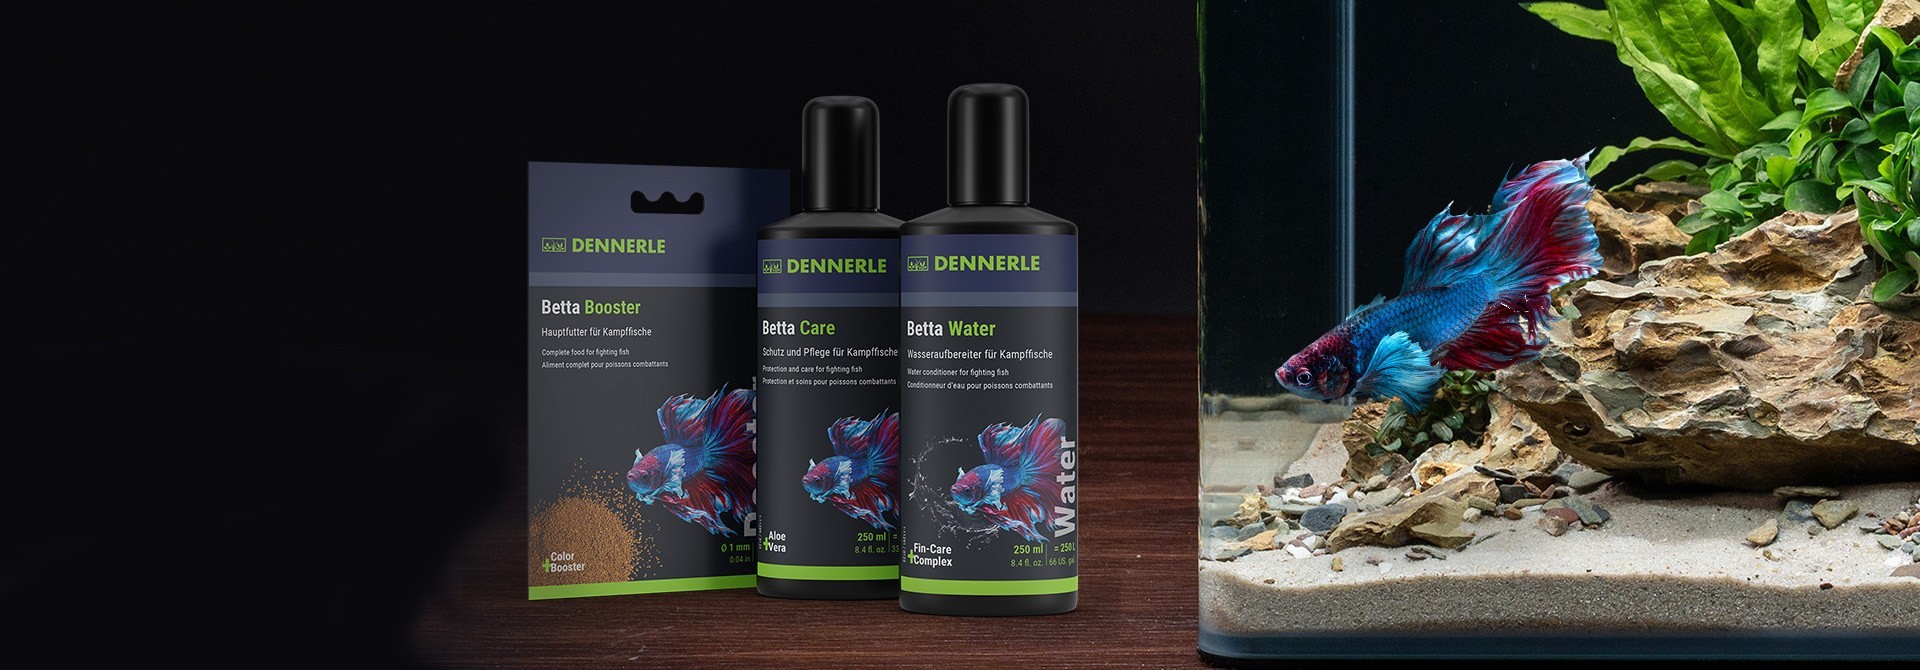 DENNERLE
Betta Booster
Hauptfutter für Kampffische
Complete food for fighting fish
Aliment complet pour poissons combattants
Color
Booster
Ø 1 mm
0.04 in
DENNERLE
Betta Care
Schutz und Pflege für Kampffische
Protection and care for fighting fish
Protection et soins pour poissons combattants
+Aloe
Vera
250 ml
8.4 fl. oz.
DENNERLE
Betta Water
Wasseraufbereiter für Kampffische
Water conditioner for fighting fish
Conditionneur d'eau pour poissons combattants
Water
+Fin-Care
Complex
250 ml = 250 L
8.4 fl. oz. 66 US. gal